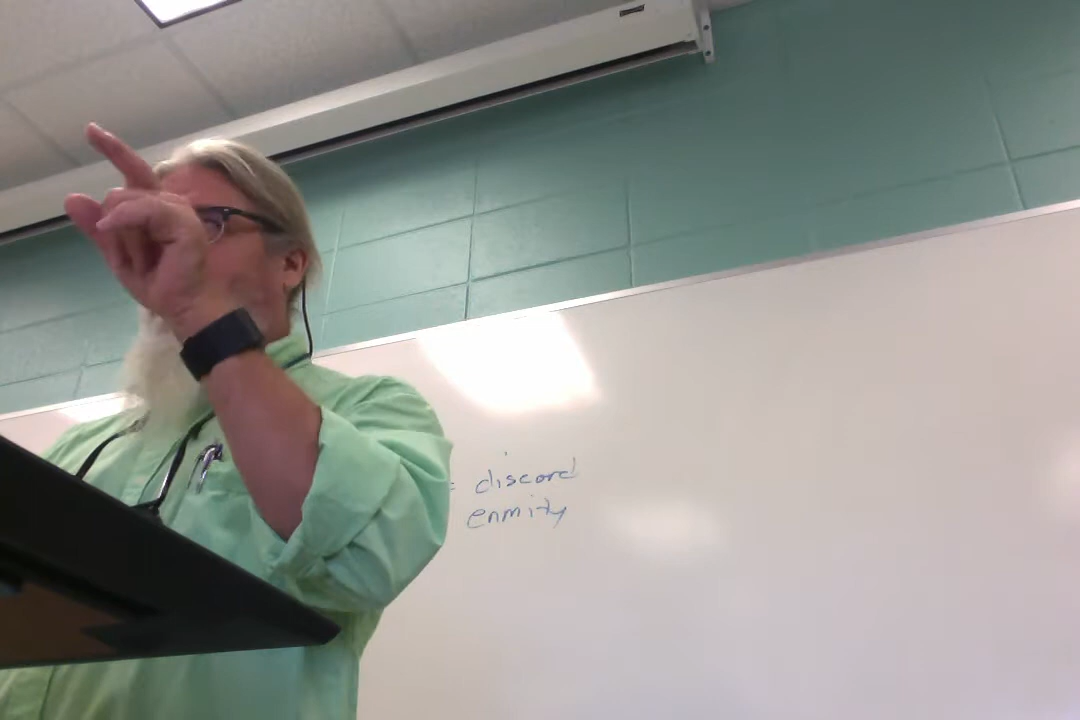 = discord
enmity